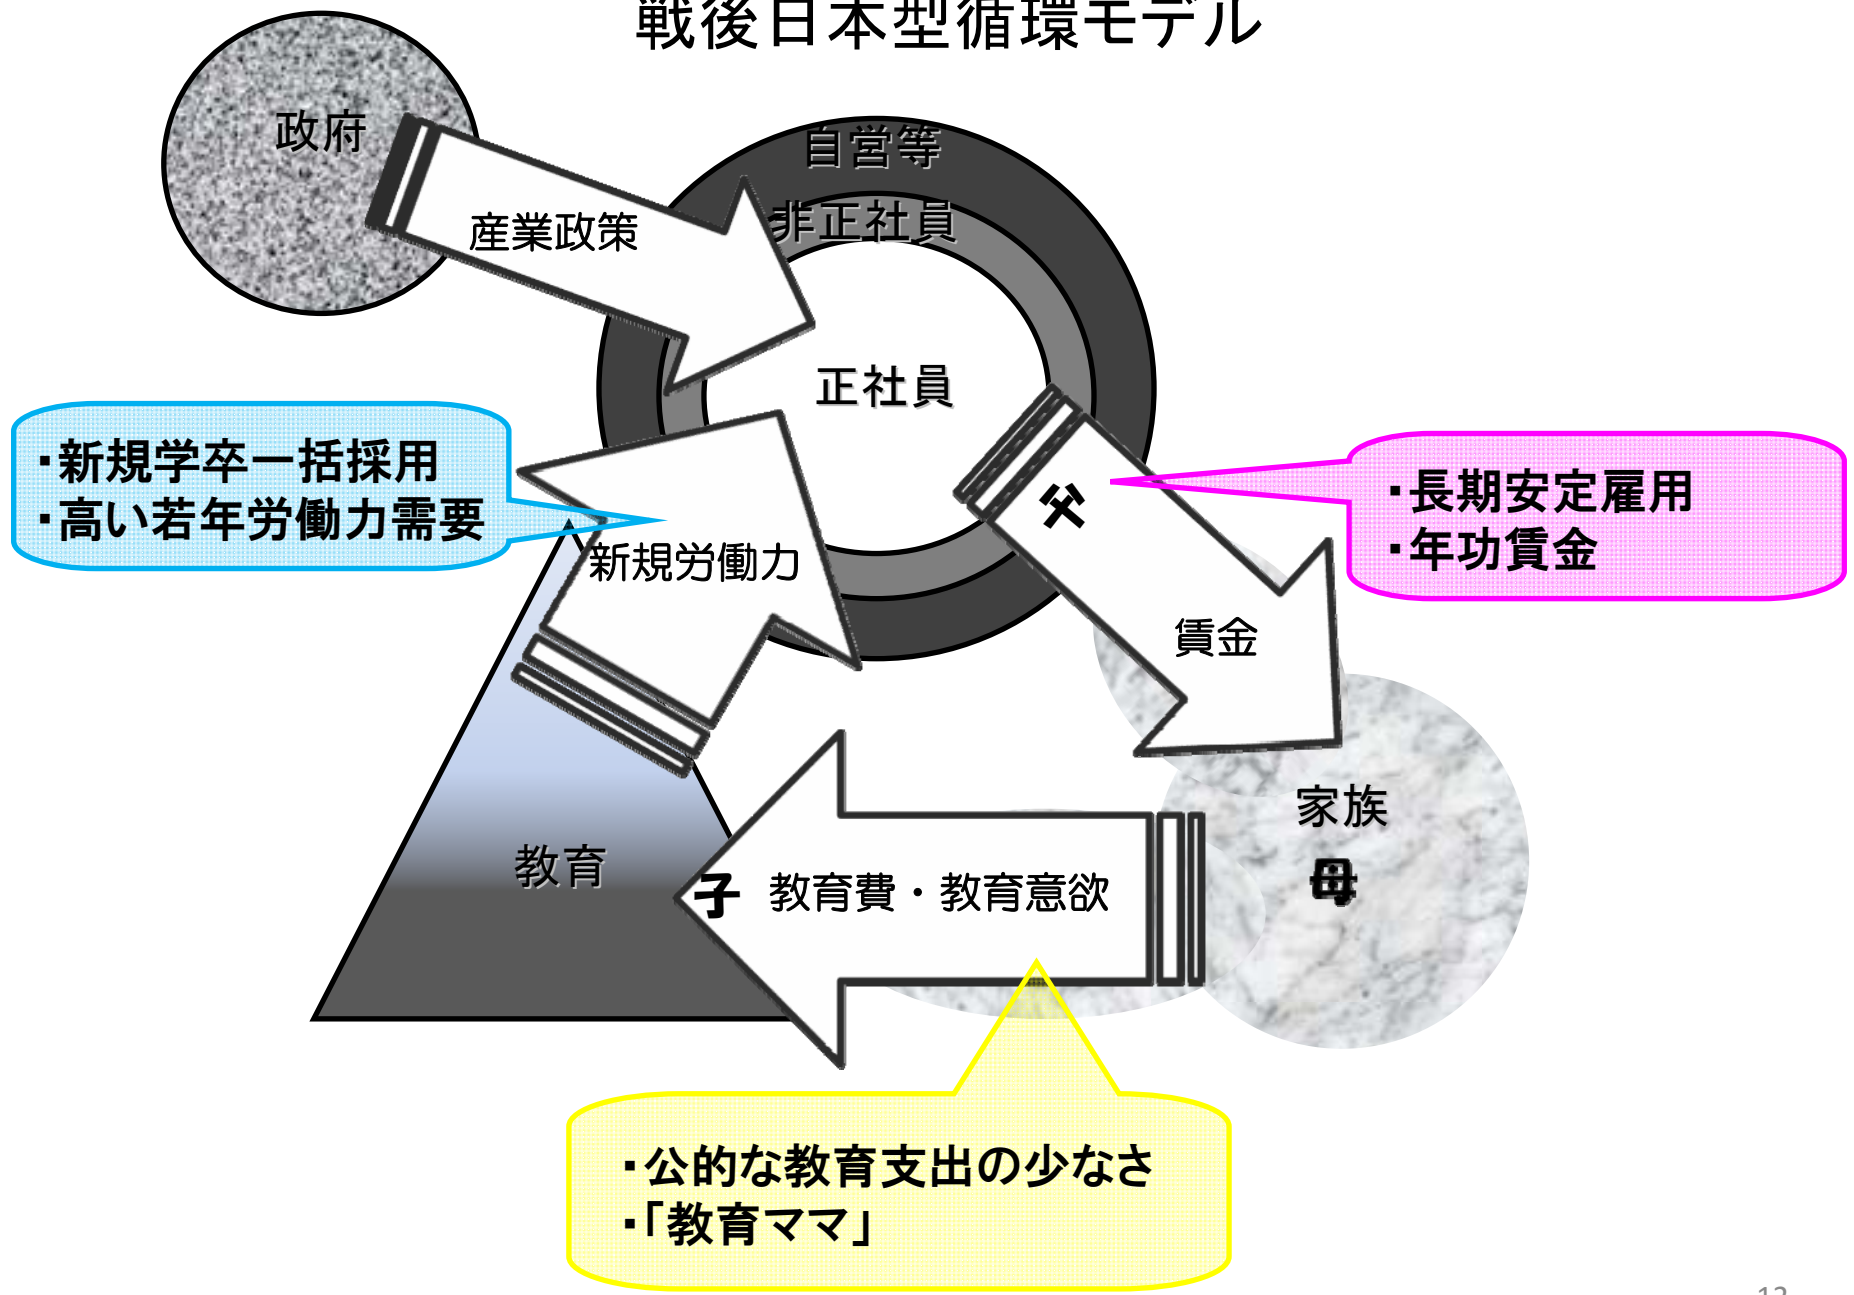 戦後日本型循環モデル
政府
自営等
産業政策
非正社員
正社員
・新規学卒一括採用
・高い若年労働力需要
・長期安定雇用
・年功賃金
父
新規労働力
賃金
家族
母
教育
子 教育費・教育意欲
・公的な教育支出の少なさ
・「教育ママ」
12